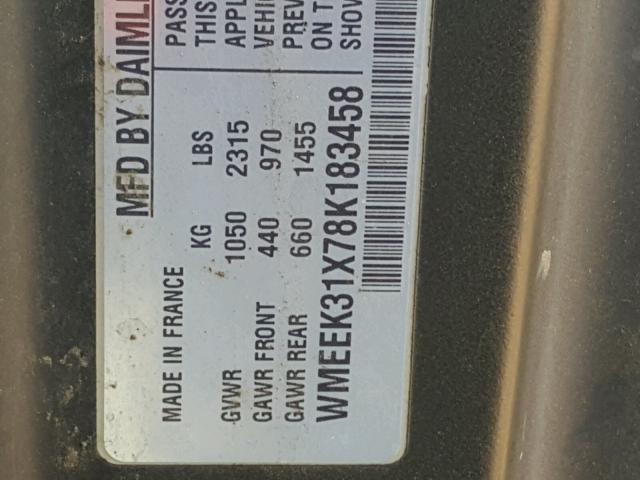 MFD BY DAIML
MADE IN FRANCE
PASS
THIS
APPL
VEHI
PREV
ON T
SHOW
KG LBS
GVWR 1050 2315
GAWR FRONT 440 970
GAWR REAR 660 1455
WMEEK31X78K183458